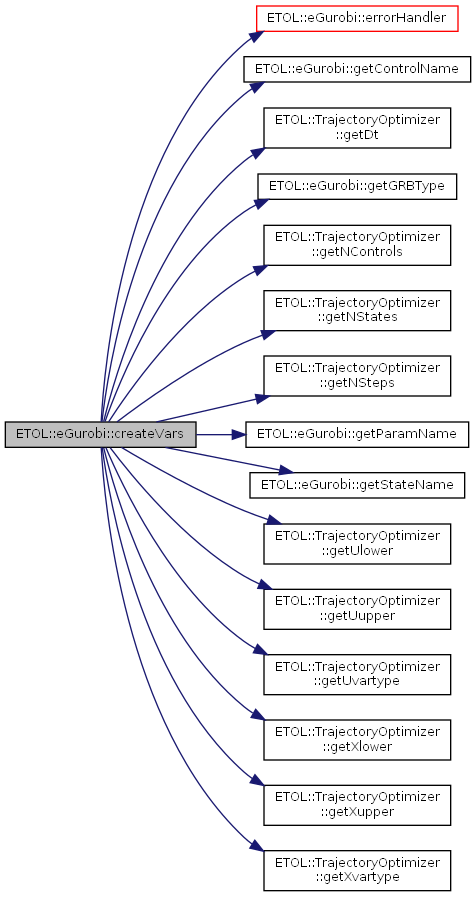 ETOL::eGurobi::errorHandler
ETOL::eGurobi::getControlName
ETOL::TrajectoryOptimizer
::getDt
ETOL::eGurobi::getGRBType
ETOL::TrajectoryOptimizer
::getNControls
ETOL::TrajectoryOptimizer
::getNStates
ETOL::TrajectoryOptimizer
::getNSteps
ETOL::eGurobi::createVars
ETOL::eGurobi::getParamName
ETOL::eGurobi::getStateName
ETOL::TrajectoryOptimizer
::getUlower
ETOL::TrajectoryOptimizer
::getUupper
ETOL::TrajectoryOptimizer
::getUvartype
ETOL::TrajectoryOptimizer
::getXlower
ETOL::TrajectoryOptimizer
::getXupper
ETOL::TrajectoryOptimizer
::getXvartype